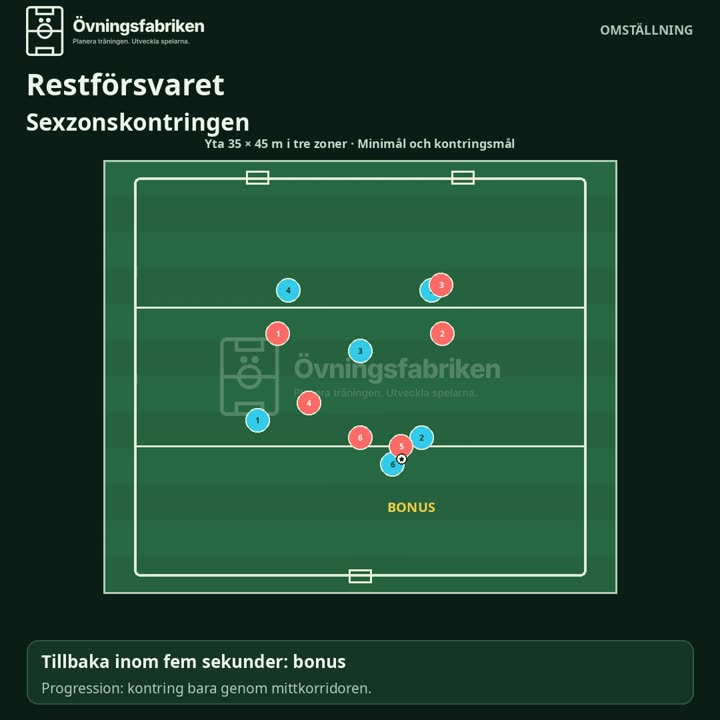 Övningsfabriken
Planera träningen. Utveckla spelarna.
OMSTÄLLNING
Restförsvaret
Sexzonskontringen
Yta 35 × 45 m i tre zoner · Minimål och kontringsmål
4
3
1
2
3
Övningsfabriken
Planera träningen. Utveckla spelarna.
4
1
6
5
2
6
BONUS
Tillbaka inom fem sekunder: bonus
Progression: kontring bara genom mittkorridoren.